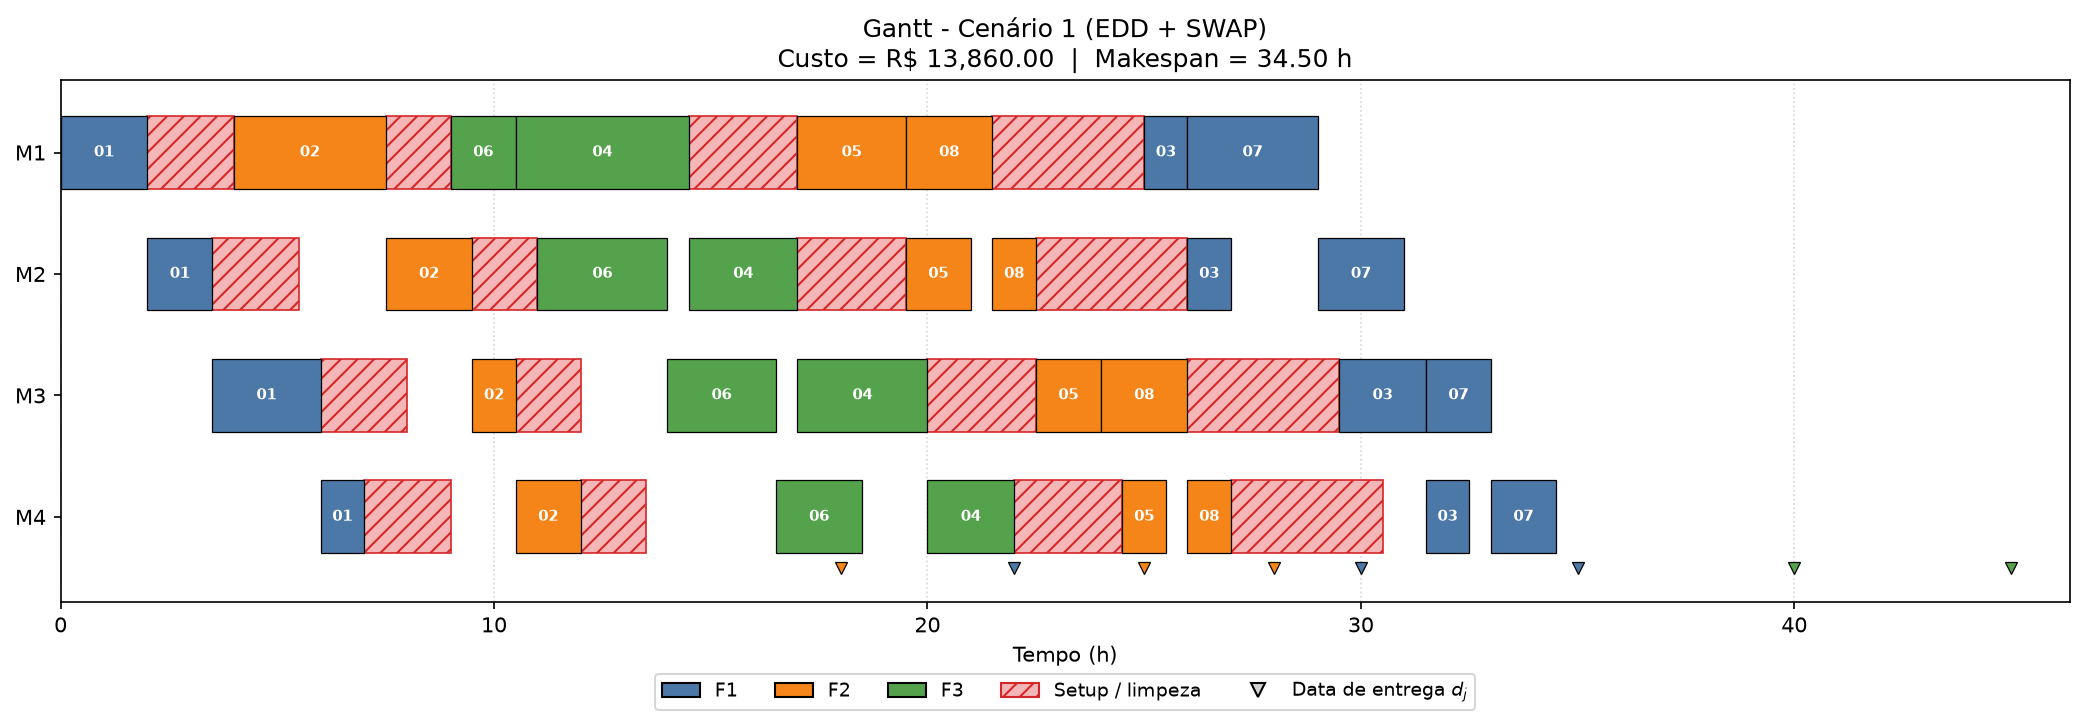 Gantt - Cenário 1 (EDD + SWAP)
Custo = R$ 13,860.00 | Makespan = 34.50 h
M1 01 02 06 04 05 08 03 07
M2 01 02 06 04 05 08 03 07
M3 01 02 06 04 05 08 03 07
M4 01 02 06 04 05 08 03 07
0 10 20 30 40
Tempo (h)
F1 F2 F3 Setup / limpeza Data de entrega dj